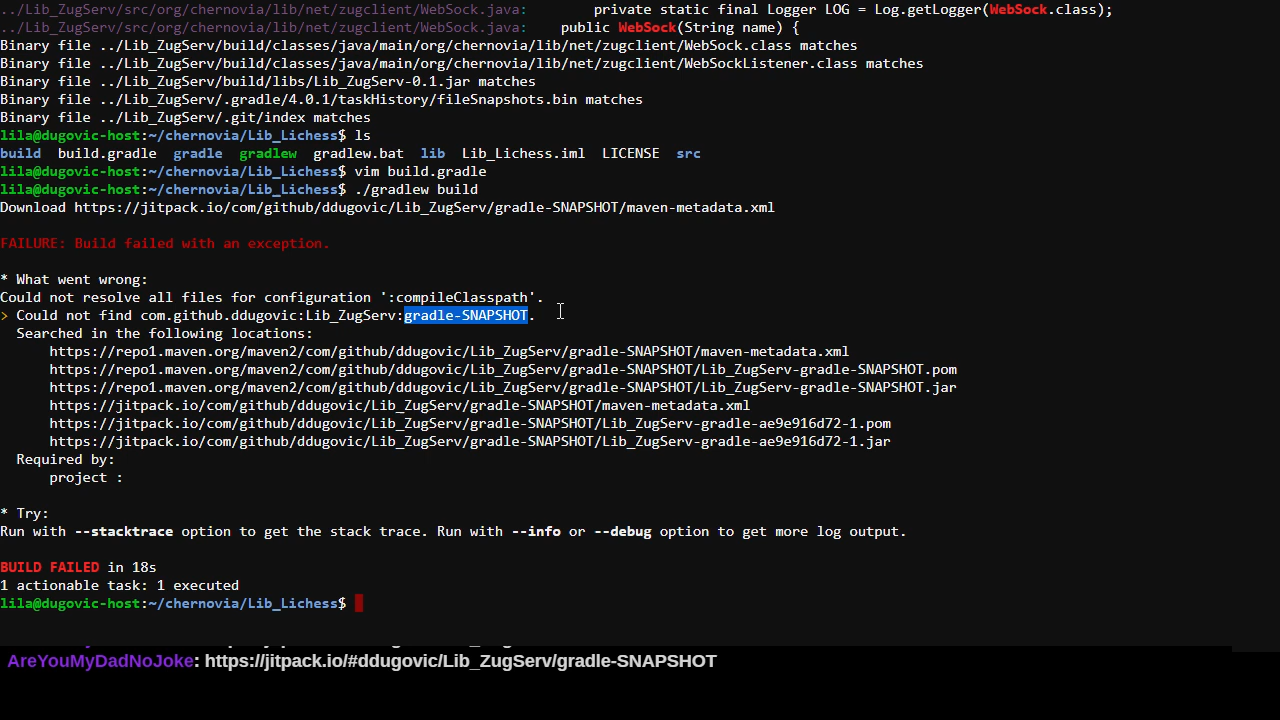 ../Lib_ZugServ/src/org/chernovia/lib/net/zugclient/WebSock.java:        private static final Logger LOG = Log.getLogger(WebSock.class);
../Lib_ZugServ/src/org/chernovia/lib/net/zugclient/WebSock.java:    public WebSock(String name) {
Binary file ../Lib_ZugServ/build/classes/java/main/org/chernovia/lib/net/zugclient/WebSock.class matches
Binary file ../Lib_ZugServ/build/classes/java/main/org/chernovia/lib/net/zugclient/WebSockListener.class matches
Binary file ../Lib_ZugServ/build/libs/Lib_ZugServ-0.1.jar matches
Binary file ../Lib_ZugServ/.gradle/4.0.1/taskHistory/fileSnapshots.bin matches
Binary file ../Lib_ZugServ/.git/index matches
lila@dugovic-host:~/chernovia/Lib_Lichess$ ls
build  build.gradle  gradle  gradlew  gradlew.bat  lib  Lib_Lichess.iml  LICENSE  src
lila@dugovic-host:~/chernovia/Lib_Lichess$ vim build.gradle
lila@dugovic-host:~/chernovia/Lib_Lichess$ ./gradlew build
Download https://jitpack.io/com/github/ddugovic/Lib_ZugServ/gradle-SNAPSHOT/maven-metadata.xml
FAILURE: Build failed with an exception.
* What went wrong:
Could not resolve all files for configuration ':compileClasspath'.
> Could not find com.github.ddugovic:Lib_ZugServ:gradle-SNAPSHOT.
  Searched in the following locations:
      https://repo1.maven.org/maven2/com/github/ddugovic/Lib_ZugServ/gradle-SNAPSHOT/maven-metadata.xml
      https://repo1.maven.org/maven2/com/github/ddugovic/Lib_ZugServ/gradle-SNAPSHOT/Lib_ZugServ-gradle-SNAPSHOT.pom
      https://repo1.maven.org/maven2/com/github/ddugovic/Lib_ZugServ/gradle-SNAPSHOT/Lib_ZugServ-gradle-SNAPSHOT.jar
      https://jitpack.io/com/github/ddugovic/Lib_ZugServ/gradle-SNAPSHOT/maven-metadata.xml
      https://jitpack.io/com/github/ddugovic/Lib_ZugServ/gradle-SNAPSHOT/Lib_ZugServ-gradle-ae9e916d72-1.pom
      https://jitpack.io/com/github/ddugovic/Lib_ZugServ/gradle-SNAPSHOT/Lib_ZugServ-gradle-ae9e916d72-1.jar
  Required by:
      project :
* Try:
Run with --stacktrace option to get the stack trace. Run with --info or --debug option to get more log output.
BUILD FAILED in 18s
1 actionable task: 1 executed
lila@dugovic-host:~/chernovia/Lib_Lichess$
AreYouMyDadNoJoke: https://jitpack.io/#ddugovic/Lib_ZugServ/gradle-SNAPSHOT